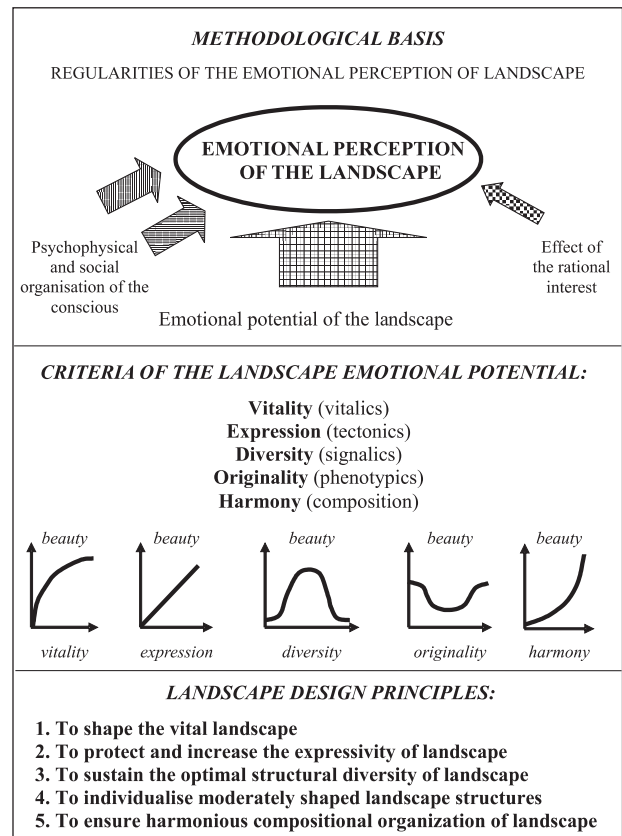 METHODOLOGICAL BASIS
REGULARITIES OF THE EMOTIONAL PERCEPTION OF LANDSCAPE
EMOTIONAL PERCEPTION
OF THE LANDSCAPE
Psychophysical
and social
organisation of the
conscious
Effect of
the rational
interest
Emotional potential of the landscape
CRITERIA OF THE LANDSCAPE EMOTIONAL POTENTIAL:
Vitality (vitalics)
Expression (tectonics)
Diversity (signalics)
Originality (phenotypics)
Harmony (composition)
beauty beauty beauty beauty beauty
vitality expression diversity originality harmony
LANDSCAPE DESIGN PRINCIPLES:
1. To shape the vital landscape
2. To protect and increase the expressivity of landscape
3. To sustain the optimal structural diversity of landscape
4. To individualise moderately shaped landscape structures
5. To ensure harmonious compositional organization of landscape